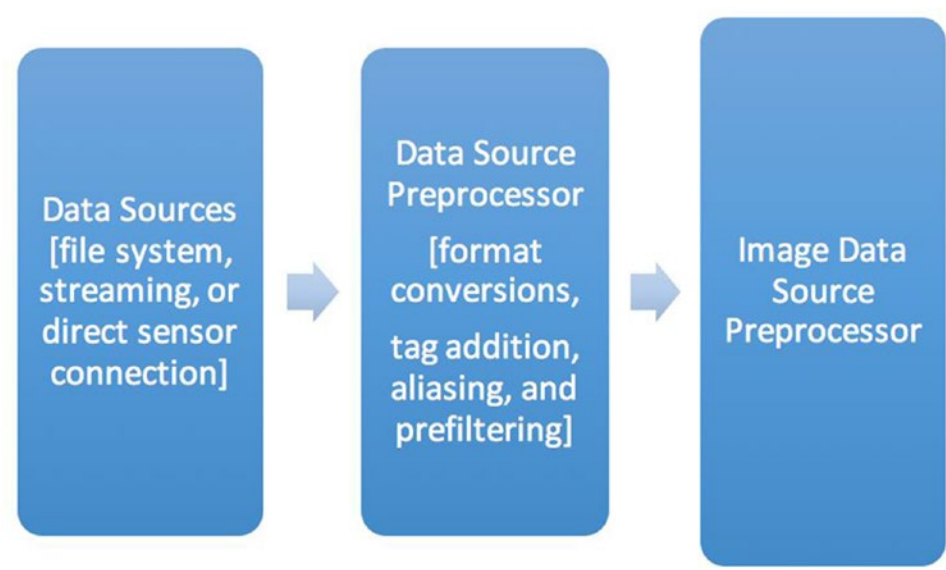 Data Sources
[file system,
streaming, or
direct sensor
connection]
Data Source
Preprocessor
[format
conversions,
tag addition,
aliasing, and
prefiltering]
Image Data
Source
Preprocessor